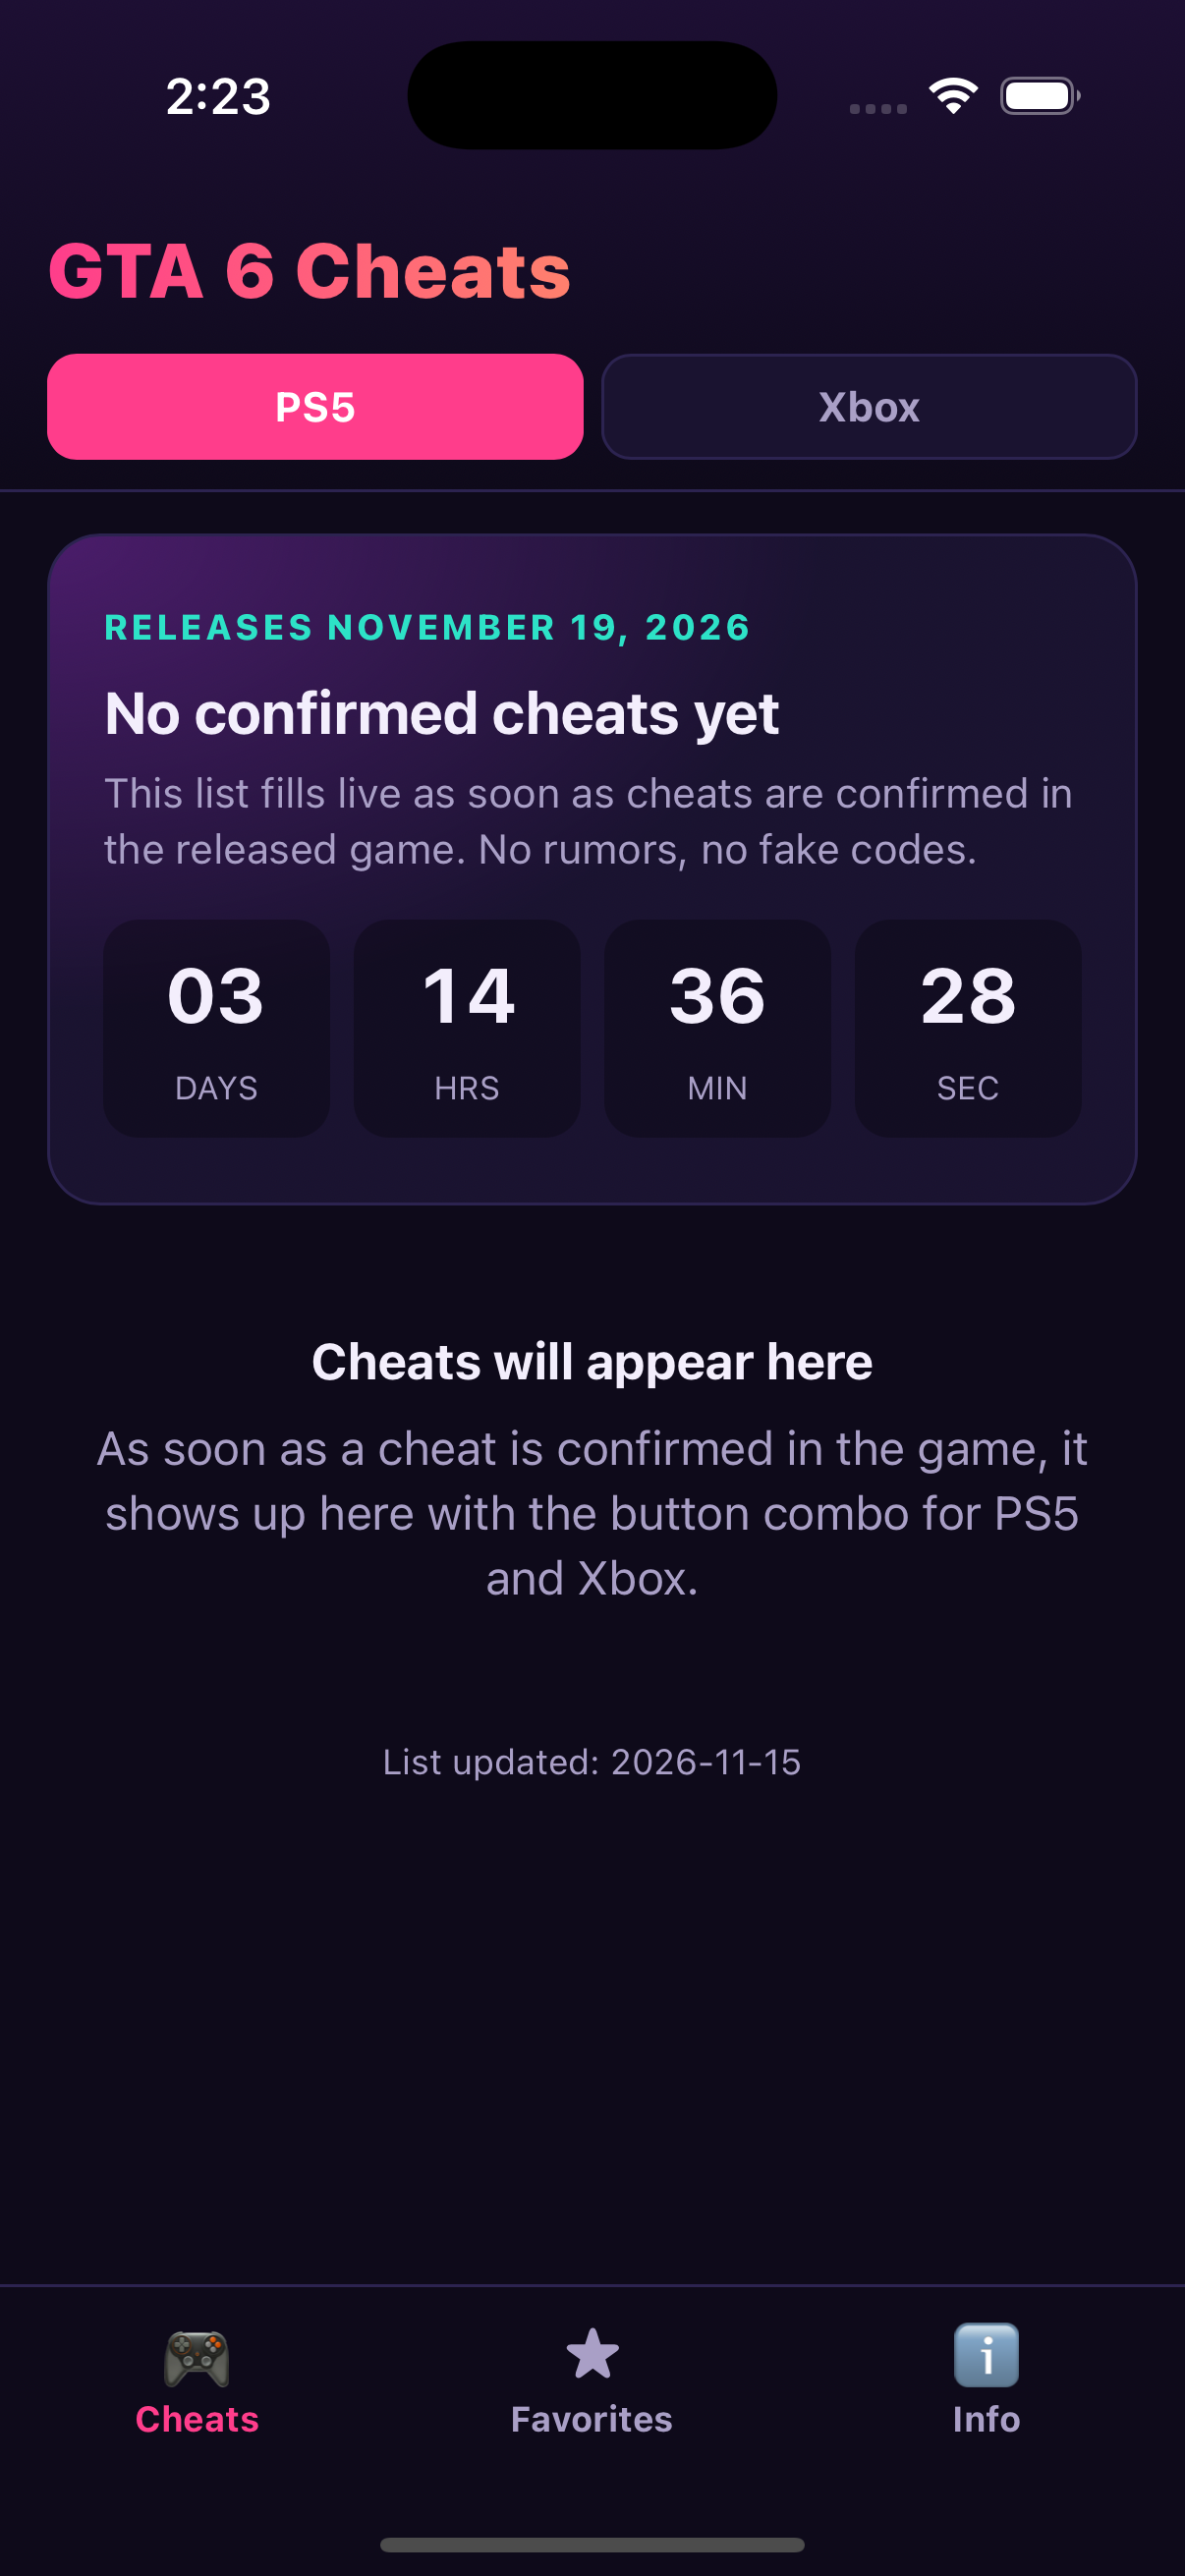 2:23
GTA 6 Cheats
PS5
Xbox
RELEASES NOVEMBER 19, 2026
No confirmed cheats yet
This list fills live as soon as cheats are confirmed in
the released game. No rumors, no fake codes.
03
DAYS
14
HRS
36
MIN
28
SEC
Cheats will appear here
As soon as a cheat is confirmed in the game, it
shows up here with the button combo for PS5
and Xbox.
List updated: 2026-11-15
Cheats
Favorites
Info